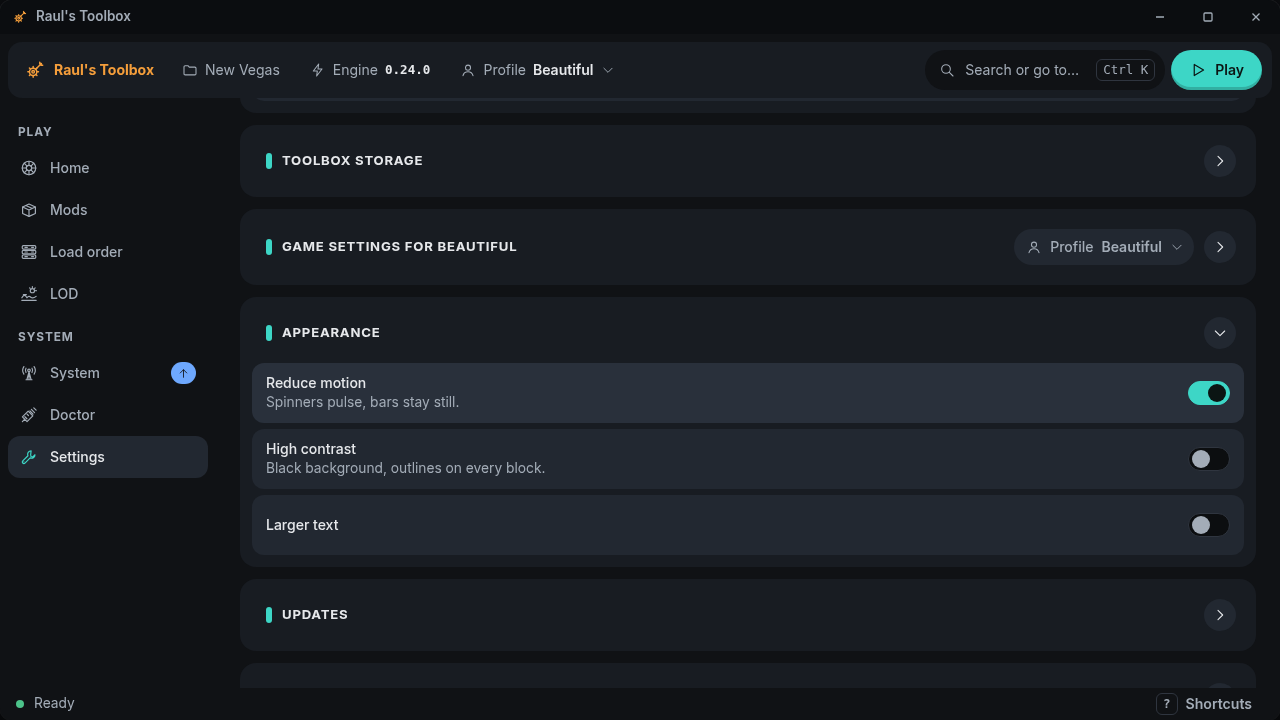 Raul's Toolbox
Raul's Toolbox
New Vegas
Engine 0.24.0
Profile Beautiful
Search or go to...
Ctrl K
Play
PLAY
Home
Mods
Load order
LOD
SYSTEM
System
Doctor
Settings
TOOLBOX STORAGE
GAME SETTINGS FOR BEAUTIFUL
Profile Beautiful
APPEARANCE
Reduce motion
Spinners pulse, bars stay still.
High contrast
Black background, outlines on every block.
Larger text
UPDATES
Ready
? Shortcuts